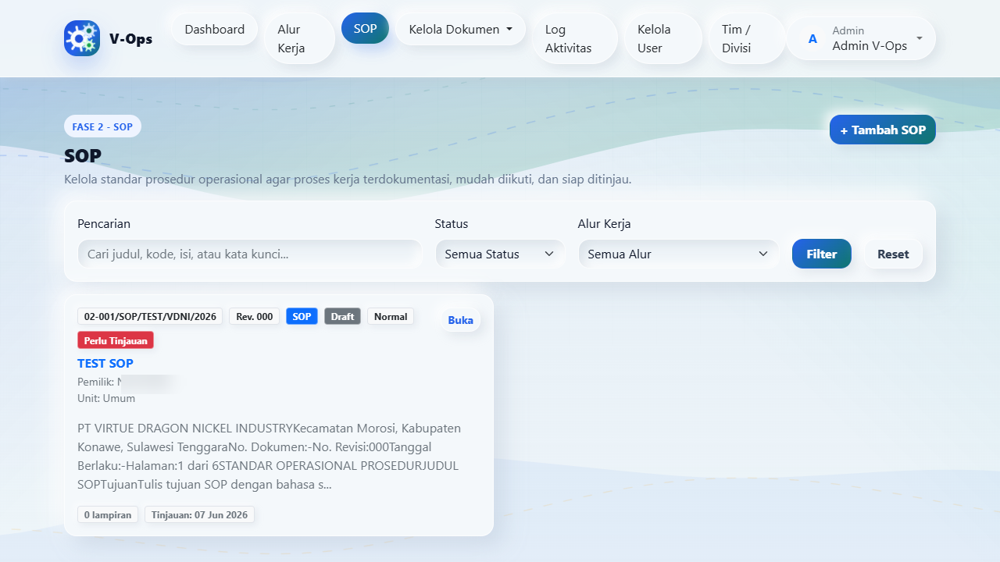 V-Ops
Dashboard
Alur
Kerja
SOP
Kelola Dokumen
Log
Aktivitas
Kelola
User
Tim /
Divisi
A
Admin
Admin V-Ops
FASE 2 - SOP
+ Tambah SOP
SOP
Kelola standar prosedur operasional agar proses kerja terdokumentasi, mudah diikuti, dan siap ditinjau.
Pencarian
Status
Alur Kerja
Cari judul, kode, isi, atau kata kunci...
Semua Status
Semua Alur
Filter
Reset
02-001/SOP/TEST/VDNI/2026
Rev. 000
SOP
Draft
Normal
Buka
Perlu Tinjauan
TEST SOP
Pemilik:
Unit: Umum
PT VIRTUE DRAGON NICKEL INDUSTRYKecamatan Morosi, Kabupaten
Konawe, Sulawesi TenggaraNo. Dokumen:-No. Revisi:000Tanggal
Berlaku:-Halaman:1 dari 6STANDAR OPERASIONAL PROSEDURJUDUL
SOPTujuanTulis tujuan SOP dengan bahasa s...
0 lampiran
Tinjauan: 07 Jun 2026